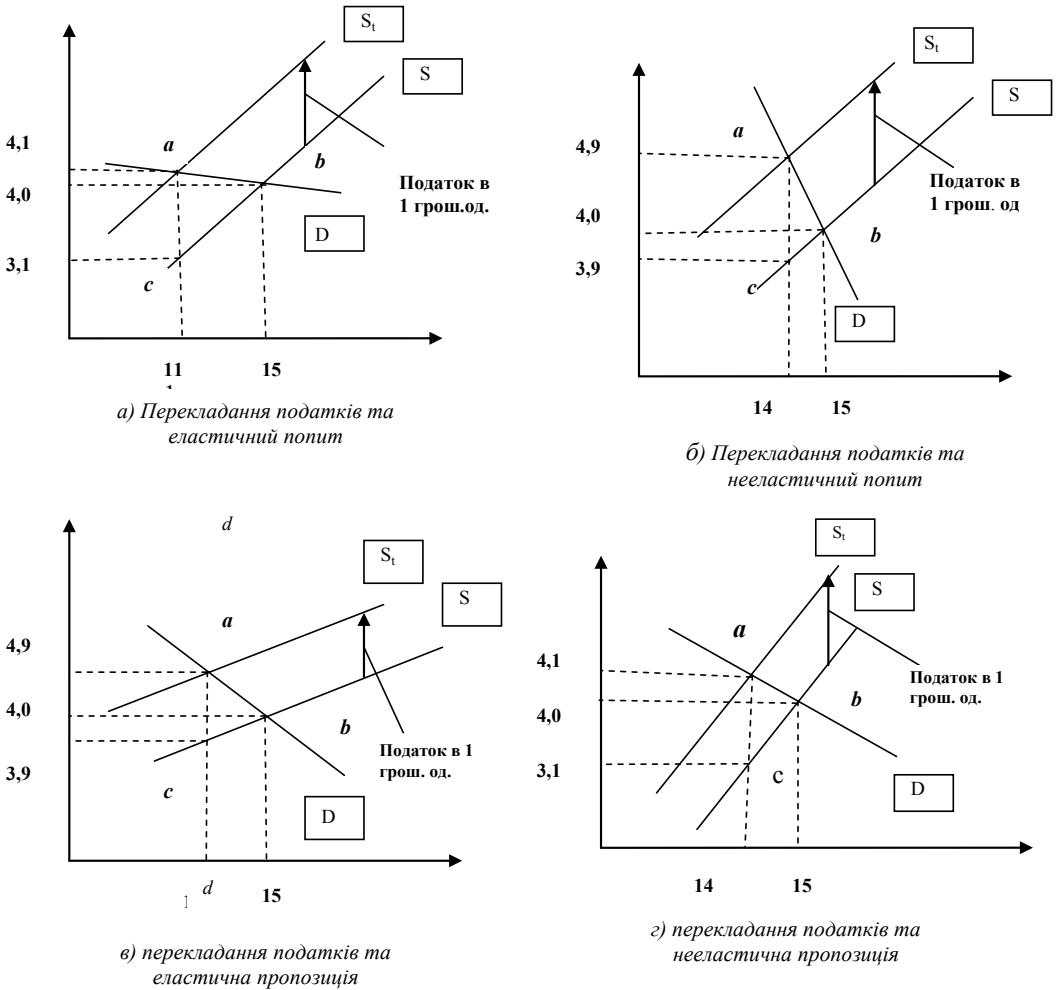 St
S
4,1
a
b
4,0
Податок в
1 грош.од.
D
3,1
c
11
15
а) Перекладання податків та
еластичний попит
St
S
4,9
a
Податок в
1 грош. од
4,0
b
3,9
c
D
14
15
б) Перекладання податків та
нееластичний попит
d
St
S
a
4,9
4,0
b
Податок в 1
грош. од.
3,9
c
D
d
15
в) перекладання податків та
еластична пропозиція
St
S
a
4,1
Податок в 1
грош. од.
b
4,0
3,1
c
D
14
15
г) перекладання податків та
нееластична пропозиція